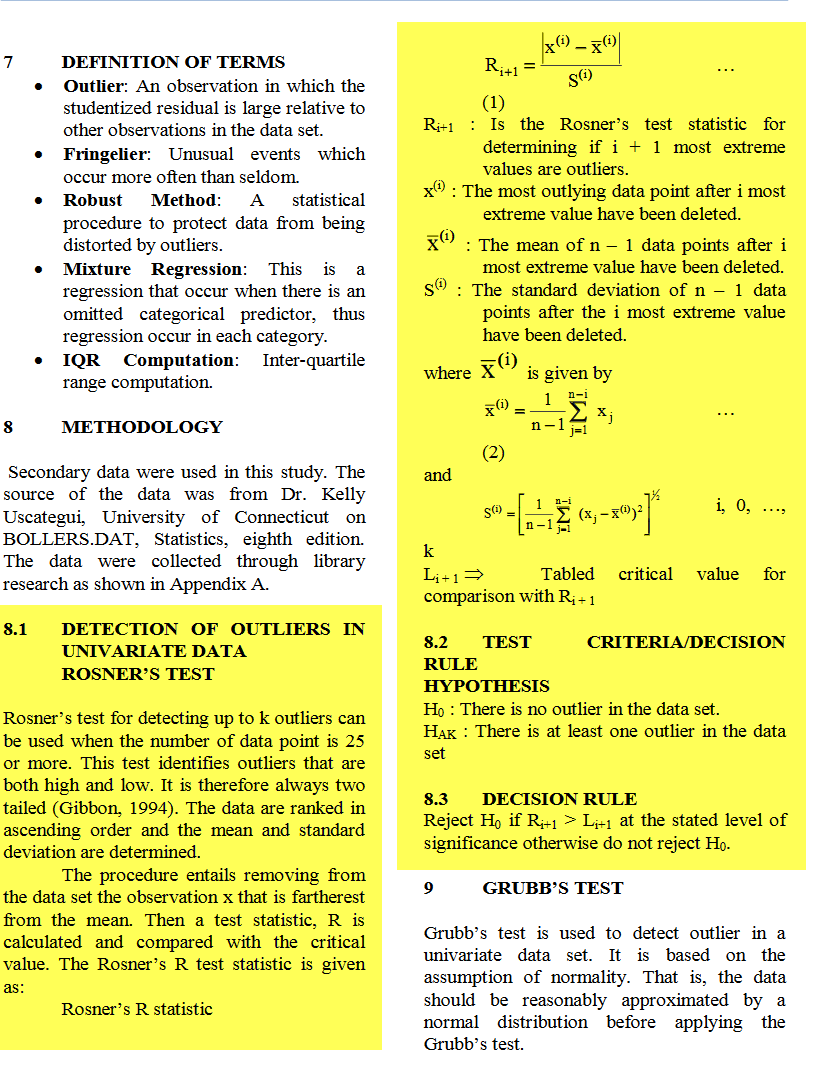 7 DEFINITION OF TERMS
• Outlier: An observation in which the
studentized residual is large relative to
other observations in the data set.
• Fringelier: Unusual events which
occur more often than seldom.
• Robust Method: A statistical
procedure to protect data from being
distorted by outliers.
• Mixture Regression: This is a
regression that occur when there is an
omitted categorical predictor, thus
regression occur in each category.
• IQR Computation: Inter-quartile
range computation.
8 METHODOLOGY
Secondary data were used in this study. The
source of the data was from Dr. Kelly
Uscategui, University of Connecticut on
BOLLERS.DAT, Statistics, eighth edition.
The data were collected through library
research as shown in Appendix A.
8.1 DETECTION OF OUTLIERS IN
UNIVARIATE DATA
ROSNER'S TEST
Rosner's test for detecting up to k outliers can
be used when the number of data point is 25
or more. This test identifies outliers that are
both high and low. It is therefore always two
tailed (Gibbon, 1994). The data are ranked in
ascending order and the mean and standard
deviation are determined.
The procedure entails removing from
the data set the observation x that is fartherest
from the mean. Then a test statistic, R is
calculated and compared with the critical
value. The Rosner's R test statistic is given
as:
Rosner's R statistic
R_{i+1} = |x^{(i)} – x̅^{(i)}| / S^{(i)} …
(1)
R_{i+1} : Is the Rosner's test statistic for
determining if i + 1 most extreme
values are outliers.
x^{(i)} : The most outlying data point after i most
extreme value have been deleted.
x̅^{(i)} : The mean of n – 1 data points after i
most extreme value have been deleted.
S^{(i)} : The standard deviation of n – 1 data
points after the i most extreme value
have been deleted.
where X̅^{(i)} is given by
x̅^{(i)} = 1/(n–1) Σ_{j=1}^{n–i} x_j …
(2)
and
S^{(i)} = [1/(n–1) Σ_{j=1}^{n–i} (x_j – x̅^{(i)})²]^{½} i, 0, …,
k
L_{i+1} ⇒ Tabled critical value for
comparison with R_{i+1}
8.2 TEST CRITERIA/DECISION
RULE
HYPOTHESIS
H₀ : There is no outlier in the data set.
H_{AK} : There is at least one outlier in the data
set
8.3 DECISION RULE
Reject H₀ if R_{i+1} > L_{i+1} at the stated level of
significance otherwise do not reject H₀.
9 GRUBB'S TEST
Grubb's test is used to detect outlier in a
univariate data set. It is based on the
assumption of normality. That is, the data
should be reasonably approximated by a
normal distribution before applying the
Grubb's test.